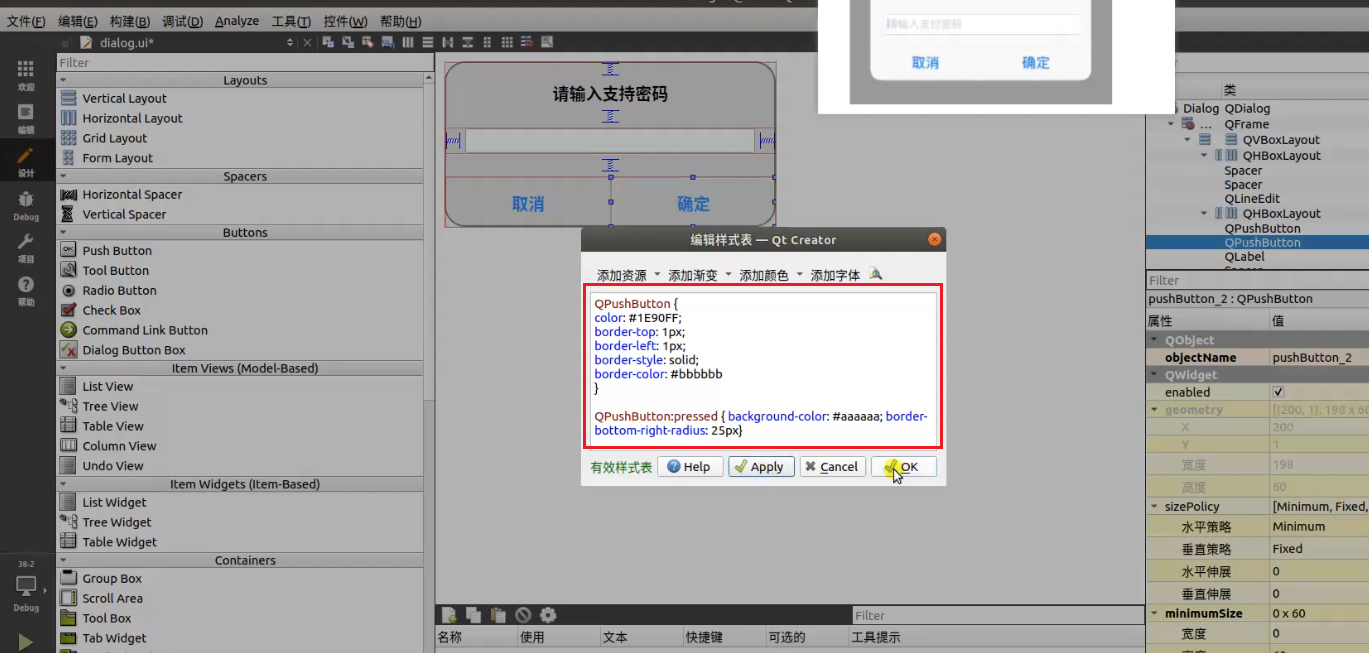 文件(F) 编辑(E) 构建(B) 调试(D) Analyze 工具(T) 控件(W) 帮助(H)
dialog.ui*
Filter
Layouts
Vertical Layout
Horizontal Layout
Grid Layout
Form Layout
Spacers
Horizontal Spacer
Vertical Spacer
Buttons
Push Button
Tool Button
Radio Button
Check Box
Command Link Button
Dialog Button Box
Item Views (Model-Based)
List View
Tree View
Table View
Column View
Undo View
Item Widgets (Item-Based)
List Widget
Tree Widget
Table Widget
Containers
Group Box
Scroll Area
Tool Box
Tab Widget
欢迎
编辑
设计
Debug
项目
帮助
38-2
Debug
请输入支持密码
取消 确定
请输入支付密码
取消 确定
编辑样式表 — Qt Creator
添加资源 添加渐变 添加颜色 添加字体
QPushButton {
color: #1E90FF;
border-top: 1px;
border-left: 1px;
border-style: solid;
border-color: #bbbbbb
}
QPushButton:pressed { background-color: #aaaaaa; border-
bottom-right-radius: 25px}
有效样式表 Help Apply Cancel OK
Filter
名称 使用 文本 快捷键 可选的 工具提示
类
Dialog QDialog
... QFrame
QVBoxLayout
QHBoxLayout
Spacer
Spacer
QLineEdit
QHBoxLayout
QPushButton
QPushButton
QLabel
Filter
pushButton_2 : QPushButton
属性 值
QObject
objectName pushButton_2
QWidget
enabled
geometry [(200, 1), 198 x 60
X 200
Y 1
宽度 198
高度 60
sizePolicy [Minimum, Fixed,
水平策略 Minimum
垂直策略 Fixed
水平伸展 0
垂直伸展 0
minimumSize 0 x 60
宽度 0